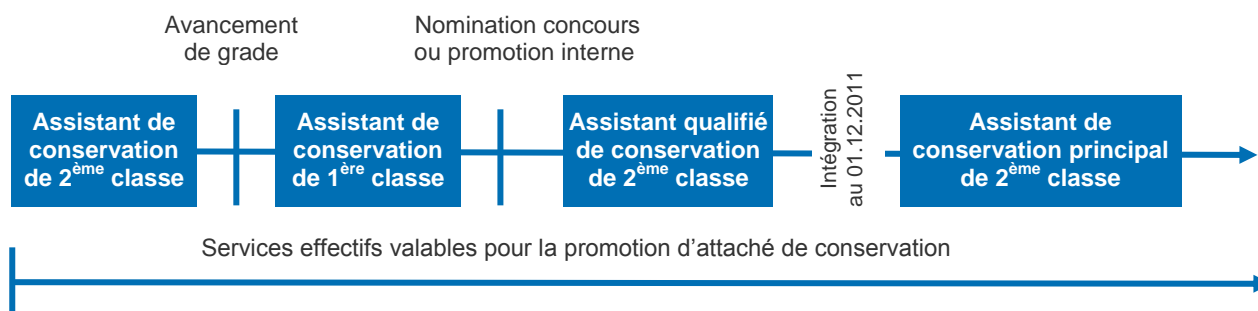 Avancement
de grade
Nomination concours
ou promotion interne
Assistant de
conservation
de 2ème classe
Assistant de
conservation
de 1ère classe
Assistant qualifié
de conservation
de 2ème classe
Intégration
au 01.12.2011
Assistant de
conservation principal
de 2ème classe
Services effectifs valables pour la promotion d’attaché de conservation